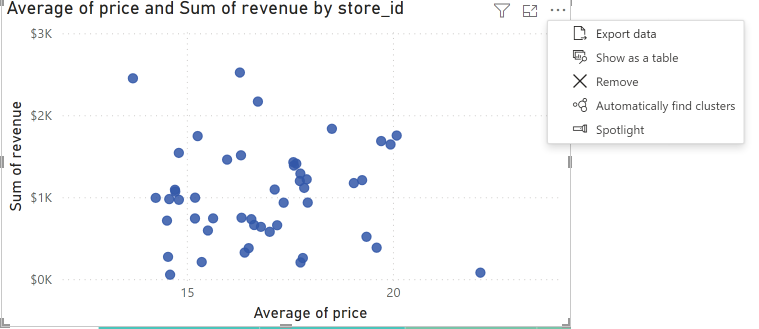 Average of price and Sum of revenue by store_id
Export data
Show as a table
Remove
Automatically find clusters
Spotlight
Sum of revenue
$3K
$2K
$1K
$0K
15
20
Average of price